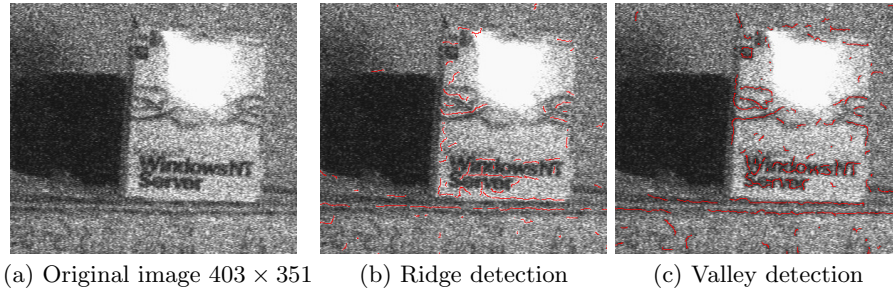 WindowsNT
Server
WindowsNT
Server
WindowsNT
Server
(a) Original image 403 × 351
(b) Ridge detection
(c) Valley detection